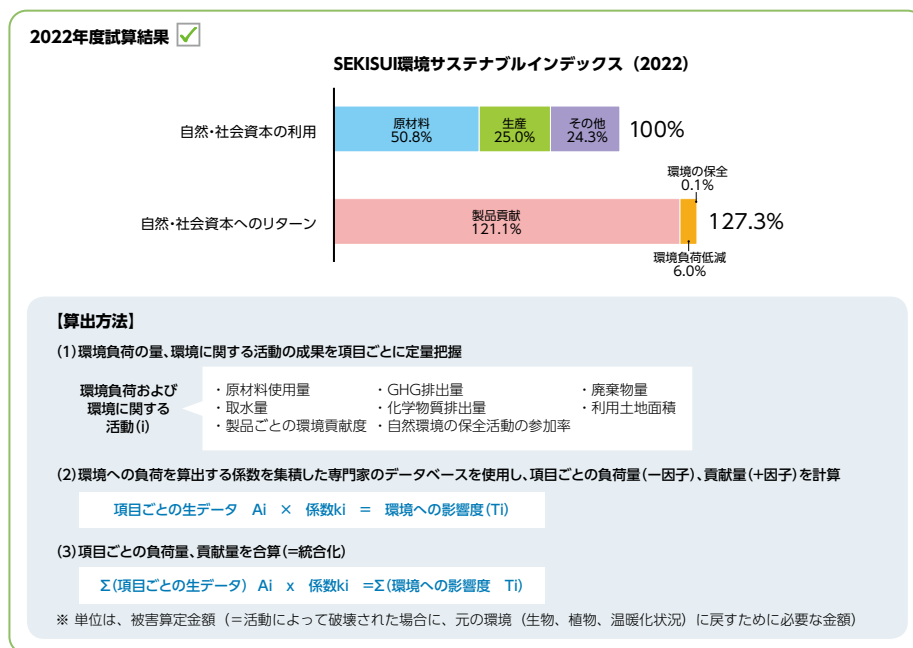 2022年度試算結果
SEKISUI環境サステナブルインデックス（2022）
自然・社会資本の利用
原材料
50.8%
生産
25.0%
その他
24.3%
100%
環境の保全
0.1%
自然・社会資本へのリターン
製品貢献
121.1%
127.3%
環境負荷低減
6.0%
【算出方法】
(1)環境負荷の量、環境に関する活動の成果を項目ごとに定量把握
環境負荷および
環境に関する
活動(i)
・原材料使用量 ・GHG排出量 ・廃棄物量
・取水量 ・化学物質排出量 ・利用土地面積
・製品ごとの環境貢献度 ・自然環境の保全活動の参加率
(2)環境への負荷を算出する係数を集積した専門家のデータベースを使用し、項目ごとの負荷量(ー因子)、貢献量(+因子)を計算
項目ごとの生データ Ai × 係数ki = 環境への影響度(Ti)
(3)項目ごとの負荷量、貢献量を合算(=統合化)
Σ(項目ごとの生データ) Ai x 係数ki =Σ(環境への影響度 Ti)
※ 単位は、被害算定金額（＝活動によって破壊された場合に、元の環境（生物、植物、温暖化状況）に戻すために必要な金額）